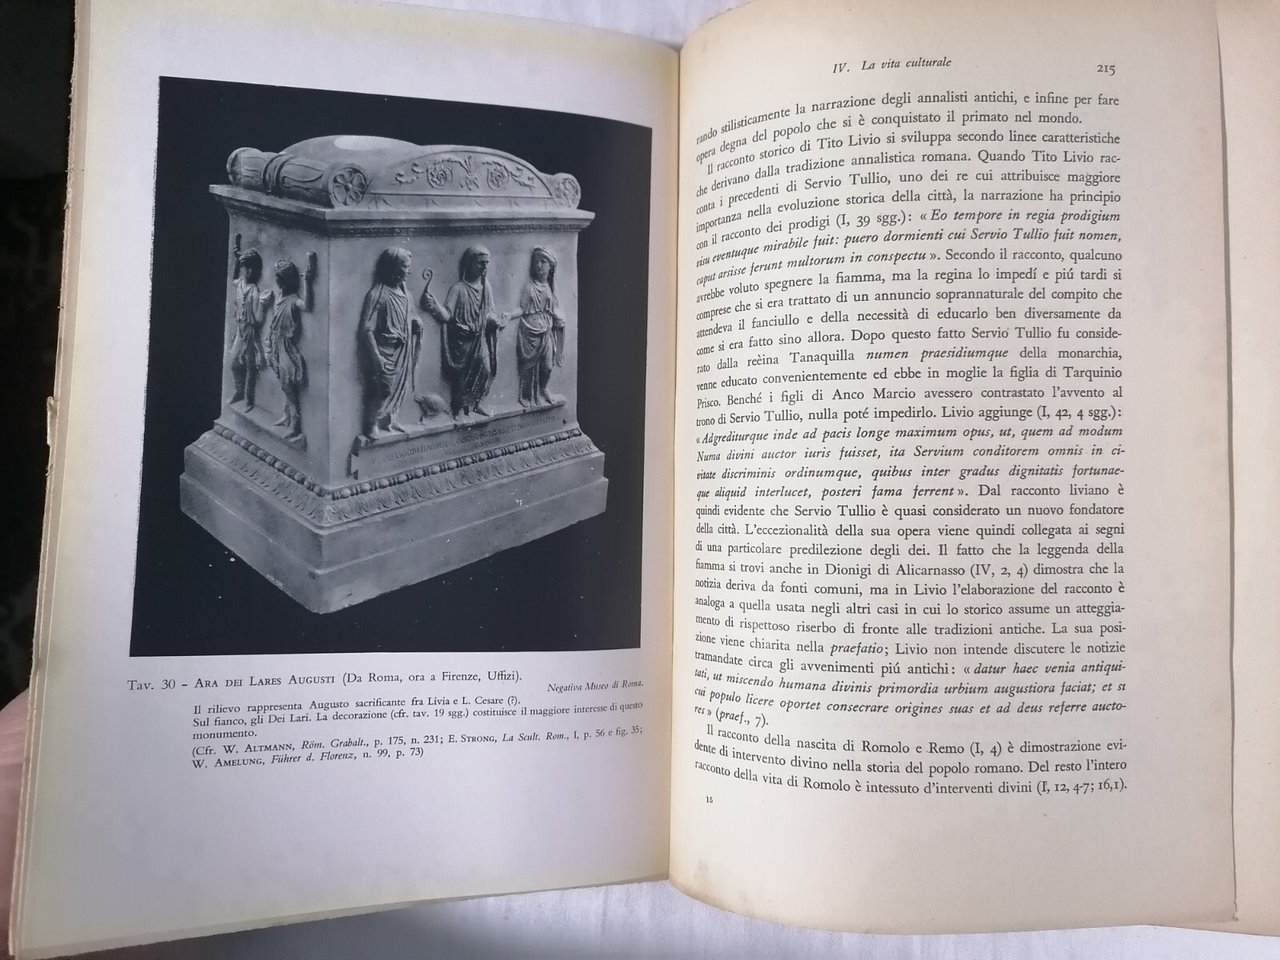 Tav. 30 – Ara dei Lares Augusti (Da Roma, ora a Firenze, Uffizi).
Negativa Museo di Roma.
Il rilievo rappresenta Augusto sacrificante fra Livia e L. Cesare (?).
Sul fianco, gli Dei Lari. La decorazione (cfr. tav. 19 sgg.) costituisce il maggiore interesse di questo
monumento.
(Cfr. W. Altmann, Röm. Grabalt., p. 175, n. 231; E. Strong, La Scult. Rom., I, p. 56 e fig. 35;
W. Amelung, Führer d. Florenz, n. 99, p. 73)
IV. La vita culturale 215
rando stilisticamente la narrazione degli annalisti antichi, e infine per fare
opera degna del popolo che si è conquistato il primato nel mondo.
Il racconto storico di Tito Livio si sviluppa secondo linee caratteristiche
che derivano dalla tradizione annalistica romana. Quando Tito Livio rac-
conta i precedenti di Servio Tullio, uno dei re cui attribuisce maggiore
importanza nella evoluzione storica della città, la narrazione ha principio
con il racconto dei prodigi (I, 39 sgg.): « Eo tempore in regia prodigium
visu eventuque mirabile fuit: puero dormienti cui Servio Tullio fuit nomen,
caput arsisse ferunt multorum in conspectu ». Secondo il racconto, qualcuno
avrebbe voluto spegnere la fiamma, ma la regina lo impedí e piú tardi si
comprese che si era trattato di un annuncio soprannaturale del compito che
attendeva il fanciullo e della necessità di educarlo ben diversamente da
come si era fatto sino allora. Dopo questo fatto Servio Tullio fu conside-
rato dalla reèina Tanaquilla numen praesidiumque della monarchia,
venne educato convenientemente ed ebbe in moglie la figlia di Tarquinio
Prisco. Benché i figli di Anco Marcio avessero contrastato l'avvento al
trono di Servio Tullio, nulla poté impedirlo. Livio aggiunge (I, 42, 4 sgg.):
« Adgrediturque inde ad pacis longe maximum opus, ut, quem ad modum
Numa divini auctor iuris fuisset, ita Servium conditorem omnis in ci-
vitate discriminis ordinumque, quibus inter gradus dignitatis fortunae-
que aliquid interlucet, posteri fama ferrent ». Dal racconto liviano è
quindi evidente che Servio Tullio è quasi considerato un nuovo fondatore
della città. L'eccezionalità della sua opera viene quindi collegata ai segni
di una particolare predilezione degli dei. Il fatto che la leggenda della
fiamma si trovi anche in Dionigi di Alicarnasso (IV, 2, 4) dimostra che la
notizia deriva da fonti comuni, ma in Livio l'elaborazione del racconto è
analoga a quella usata negli altri casi in cui lo storico assume un atteggia-
mento di rispettoso riserbo di fronte alle tradizioni antiche. La sua posi-
zione viene chiarita nella praefatio; Livio non intende discutere le notizie
tramandate circa gli avvenimenti piú antichi : « datur haec venia antiqui-
tati, ut miscendo humana divinis primordia urbium augustiora faciat; et si
cui populo licere oportet consecrare origines suas et ad deus referre aucto-
res » (praef., 7).
Il racconto della nascita di Romolo e Remo (I, 4) è dimostrazione evi-
dente di intervento divino nella storia del popolo romano. Del resto l'intero
racconto della vita di Romolo è intessuto d'interventi divini (I, 12, 4-7; 16,1).
15